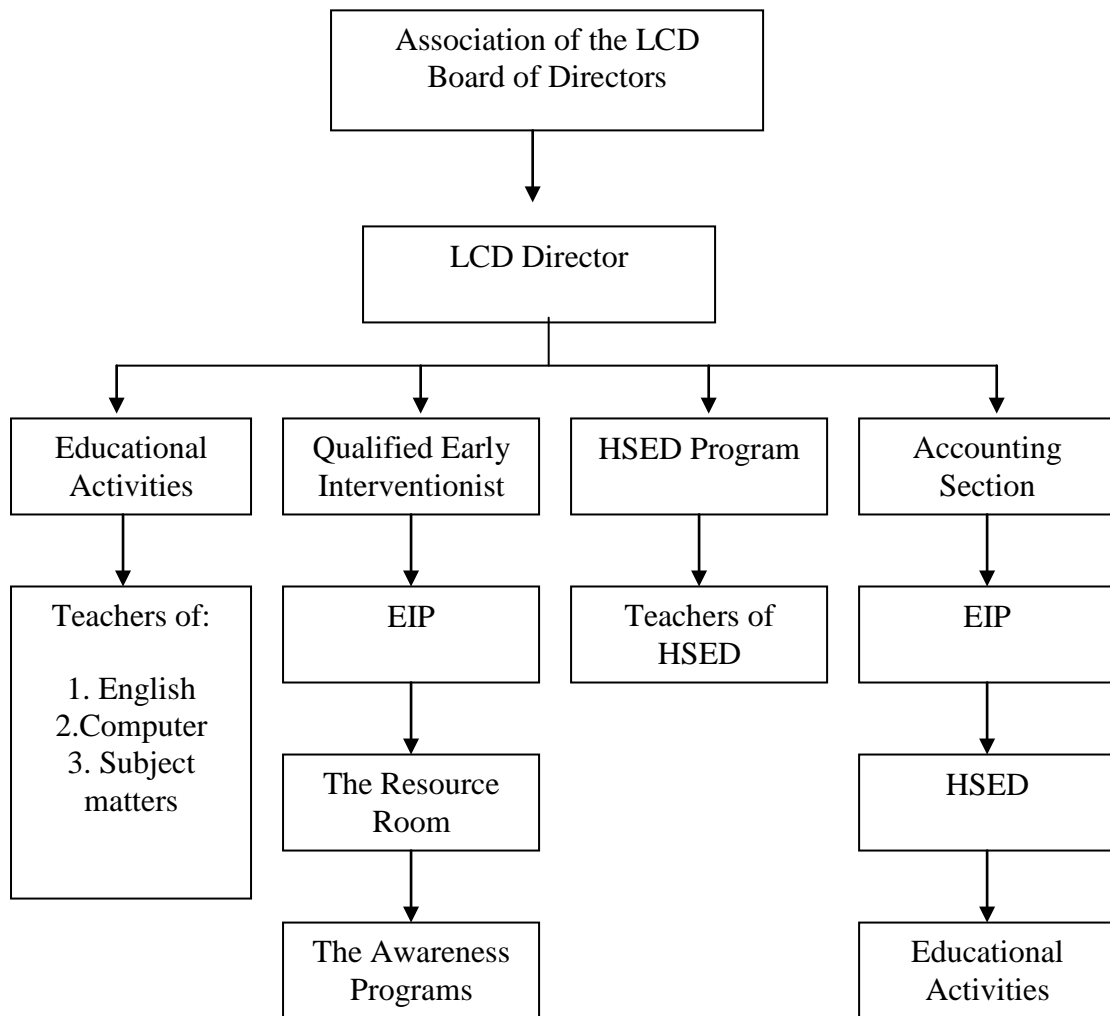 Association of the LCD
Board of Directors
LCD Director
Educational
Activities
Qualified Early
Interventionist
HSED Program
Accounting
Section
Teachers of:
1. English
2.Computer
3. Subject
matters
EIP
Teachers of
HSED
EIP
The Resource
Room
HSED
The Awareness
Programs
Educational
Activities